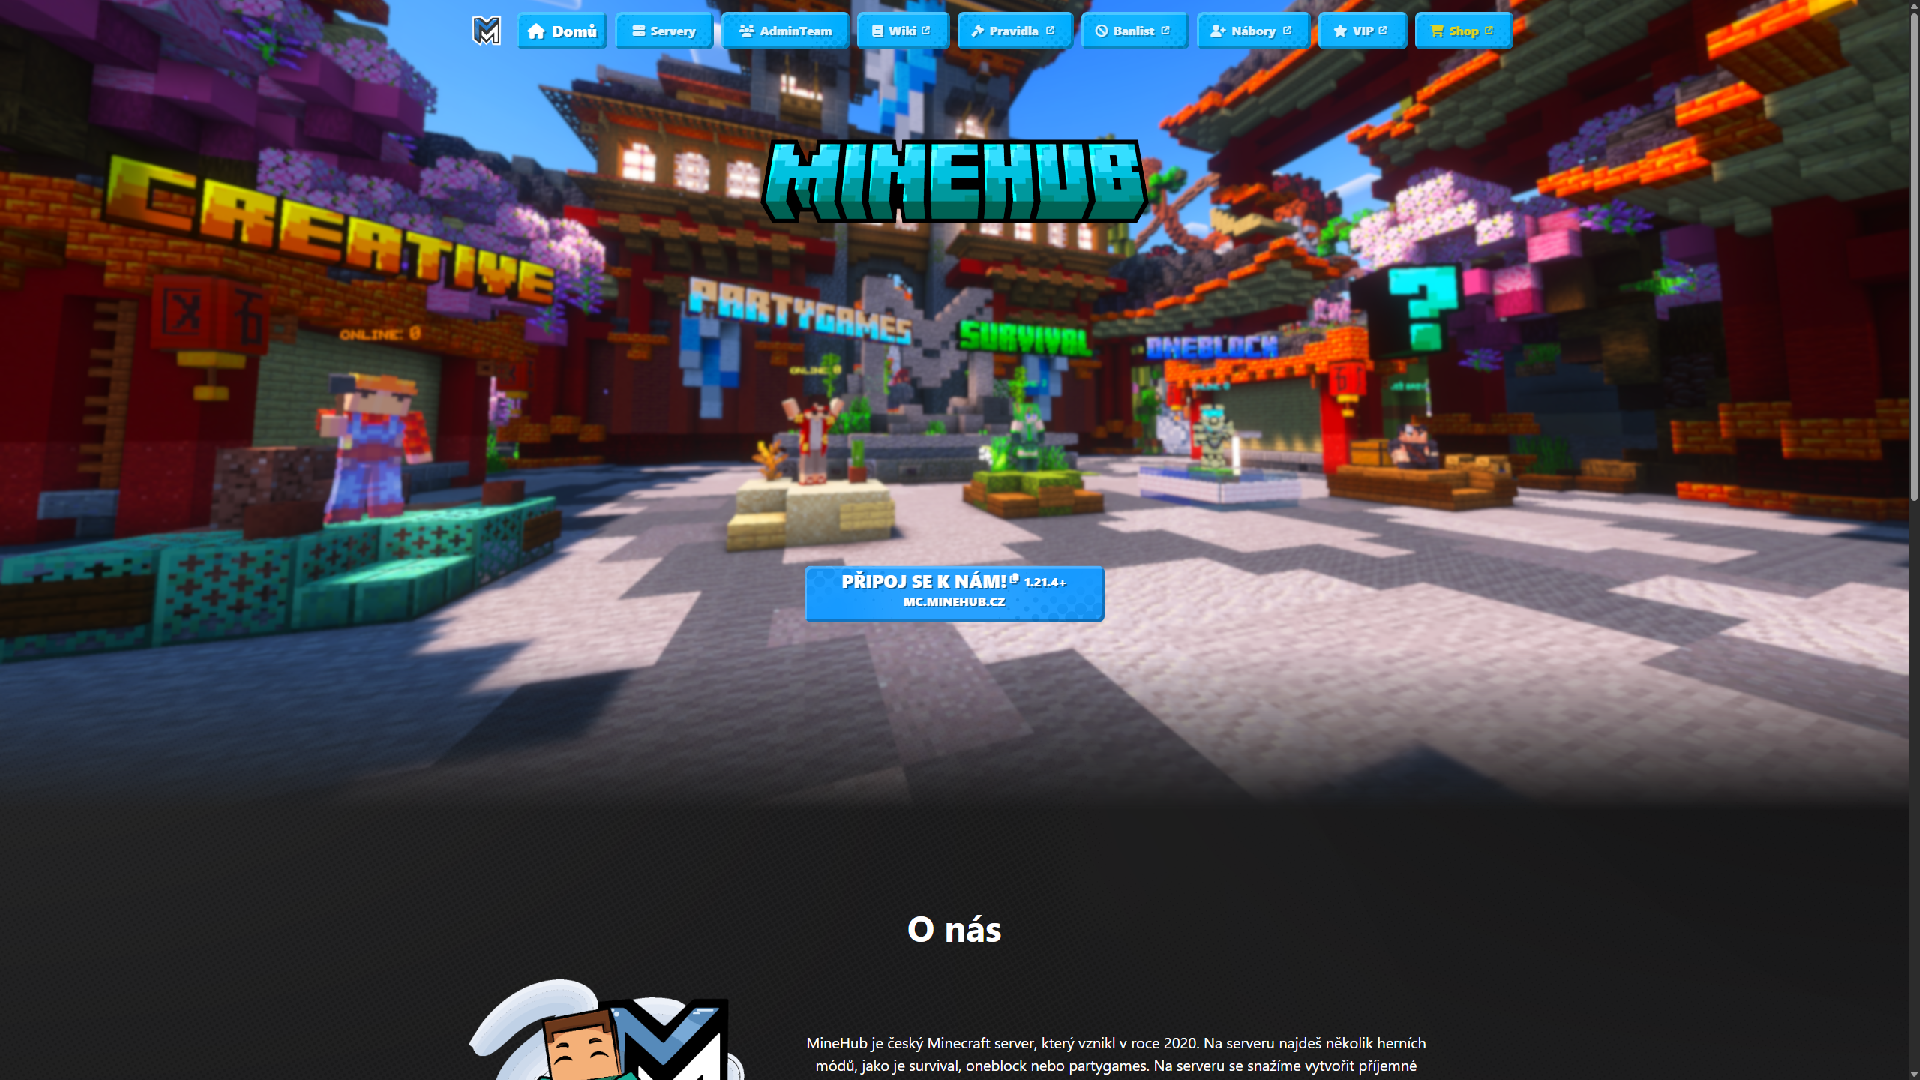 Domů
Servery
AdminTeam
Wiki
Pravidla
Banlist
Nábory
VIP
Shop
MINEHUB
CREATIVE
ONLINE: 0
PARTYGAMES
ONLINE: 0
SURVIVAL
ONEBLOCK
?
PŘIPOJ SE K NÁM! 1.21.4+
MC.MINEHUB.CZ
O nás
MineHub je český Minecraft server, který vznikl v roce 2020. Na serveru najdeš několik herních
módů, jako je survival, oneblock nebo partygames. Na serveru se snažíme vytvořit příjemné